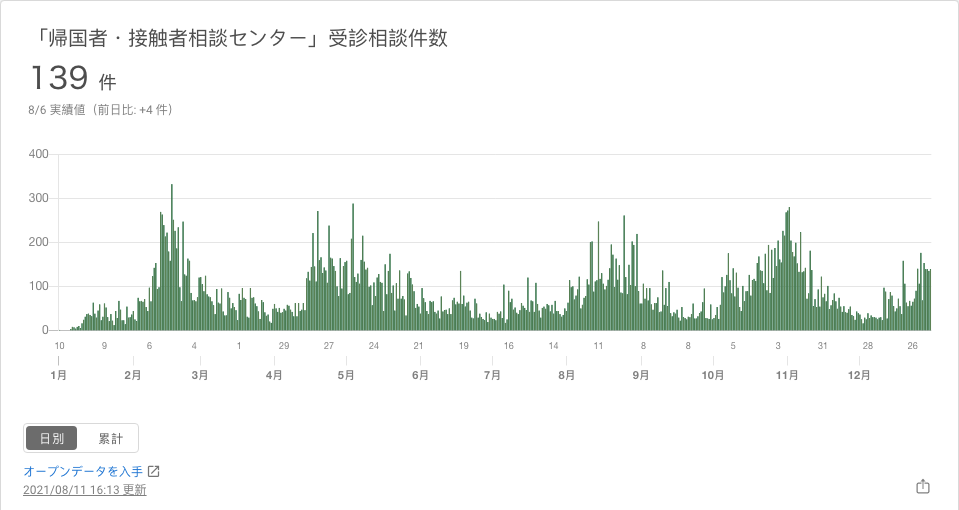 「帰国者・接触者相談センター」受診相談件数
139 件
8/6 実績値（前日比: +4 件）
400
300
200
100
0
10 9 6 4 1 29 27 24 21 19 16 14 11 8 8 5 3 31 28 26
1月 2月 3月 4月 5月 6月 7月 8月 9月 10月 11月 12月
日別 累計
オープンデータを入手
2021/08/11 16:13 更新